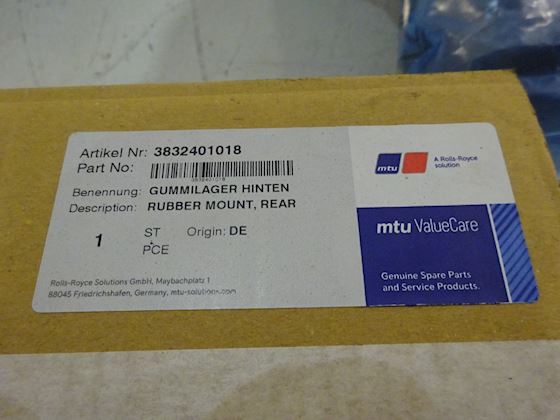 Artikel Nr: 3832401018
Part No:
3832401018
Benennung: GUMMILAGER HINTEN
Description: RUBBER MOUNT, REAR
1 ST Origin: DE
PCE
Rolls-Royce Solutions GmbH, Maybachplatz 1
88045 Friedrichshafen, Germany, mtu-solutions.com
mtu
A Rolls-Royce
solution
mtu ValueCare
Genuine Spare Parts
and Service Products.